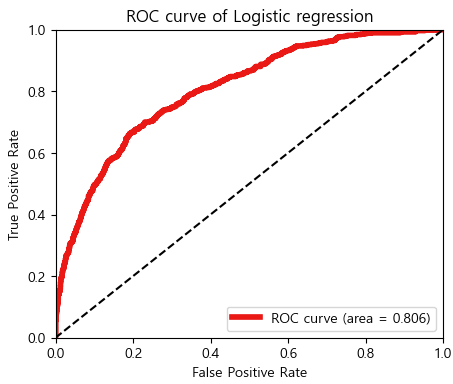 ROC curve of Logistic regression
True Positive Rate
1.0
0.8
0.6
0.4
0.2
0.0
ROC curve (area = 0.806)
0.0 0.2 0.4 0.6 0.8 1.0
False Positive Rate